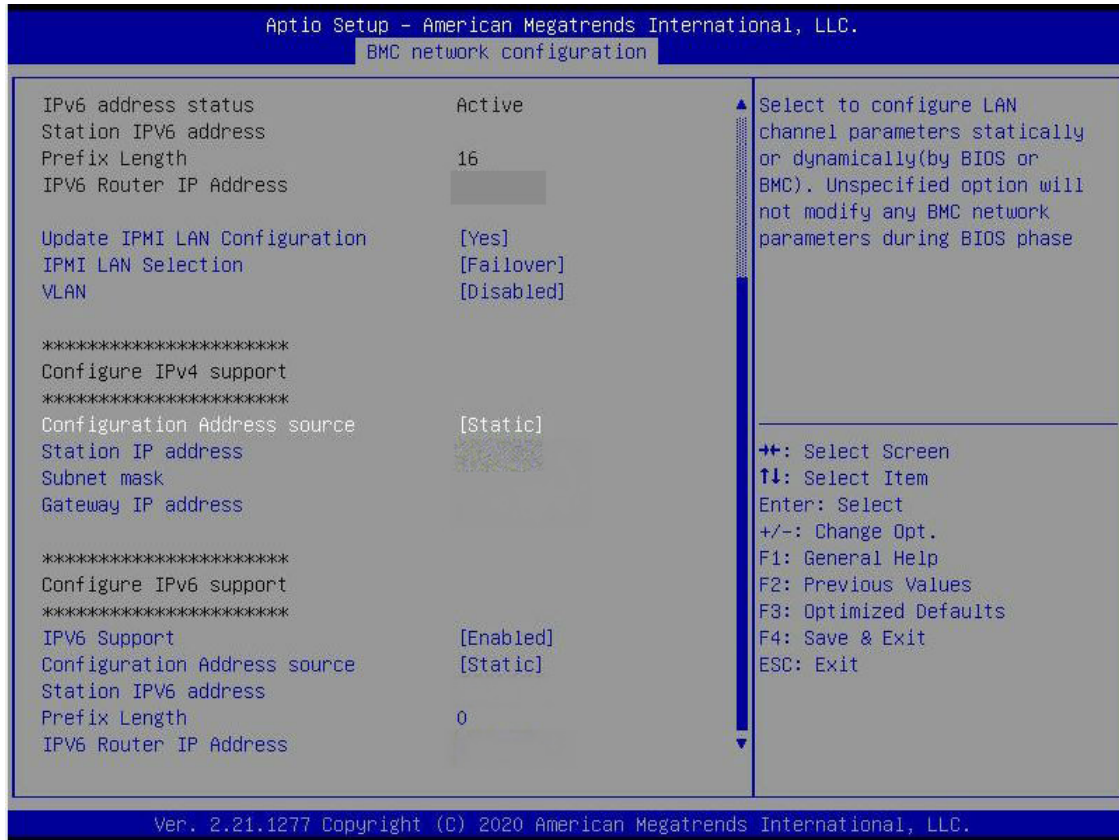 Aptio Setup – American Megatrends International, LLC.
BMC network configuration
IPv6 address status Active
Station IPV6 address
Prefix Length 16
IPV6 Router IP Address
Update IPMI LAN Configuration [Yes]
IPMI LAN Selection [Failover]
VLAN [Disabled]
***********************
Configure IPv4 support
***********************
Configuration Address source [Static]
Station IP address
Subnet mask
Gateway IP address
***********************
Configure IPv6 support
***********************
IPV6 Support [Enabled]
Configuration Address source [Static]
Station IPV6 address
Prefix Length 0
IPV6 Router IP Address
Select to configure LAN
channel parameters statically
or dynamically(by BIOS or
BMC). Unspecified option will
not modify any BMC network
parameters during BIOS phase
→←: Select Screen
↑↓: Select Item
Enter: Select
+/-: Change Opt.
F1: General Help
F2: Previous Values
F3: Optimized Defaults
F4: Save & Exit
ESC: Exit
Ver. 2.21.1277 Copyright (C) 2020 American Megatrends International, LLC.